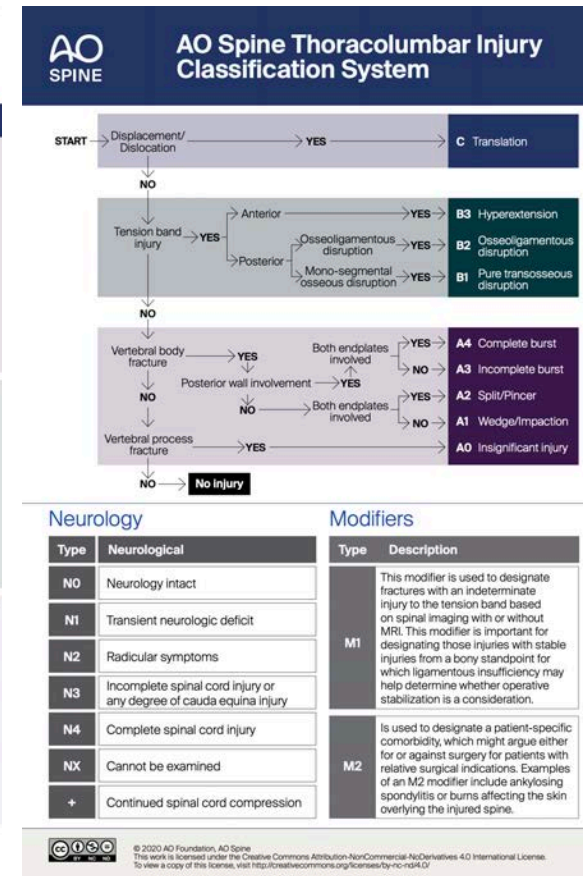 AO
SPINE
AO Spine Thoracolumbar Injury
Classification System
START
Displacement/
Dislocation
YES
C Translation
NO
Tension band
injury
YES
Anterior
YES
B3 Hyperextension
Posterior
Osseoligamentous
disruption
YES
B2 Osseoligamentous
disruption
Mono-segmental
osseous disruption
YES
B1 Pure transosseous
disruption
NO
Vertebral body
fracture
YES
Posterior wall involvement
YES
Both endplates
involved
YES
A4 Complete burst
NO
A3 Incomplete burst
NO
Both endplates
involved
YES
A2 Split/Pincer
NO
A1 Wedge/Impaction
NO
Vertebral process
fracture
YES
A0 Insignificant injury
NO
No injury
Neurology
Type Neurological
N0 Neurology intact
N1 Transient neurologic deficit
N2 Radicular symptoms
N3 Incomplete spinal cord injury or
any degree of cauda equina injury
N4 Complete spinal cord injury
NX Cannot be examined
+ Continued spinal cord compression
Modifiers
Type Description
M1
This modifier is used to designate
fractures with an indeterminate
injury to the tension band based
on spinal imaging with or without
MRI. This modifier is important for
designating those injuries with stable
injuries from a bony standpoint for
which ligamentous insufficiency may
help determine whether operative
stabilization is a consideration.
M2
Is used to designate a patient-specific
comorbidity, which might argue either
for or against surgery for patients with
relative surgical indications. Examples
of an M2 modifier include ankylosing
spondylitis or burns affecting the skin
overlying the injured spine.
CC BY NC ND
© 2020 AO Foundation, AO Spine
This work is licensed under the Creative Commons Attribution-NonCommercial-NoDerivatives 4.0 International License.
To view a copy of this license, visit http://creativecommons.org/licenses/by-nc-nd/4.0/